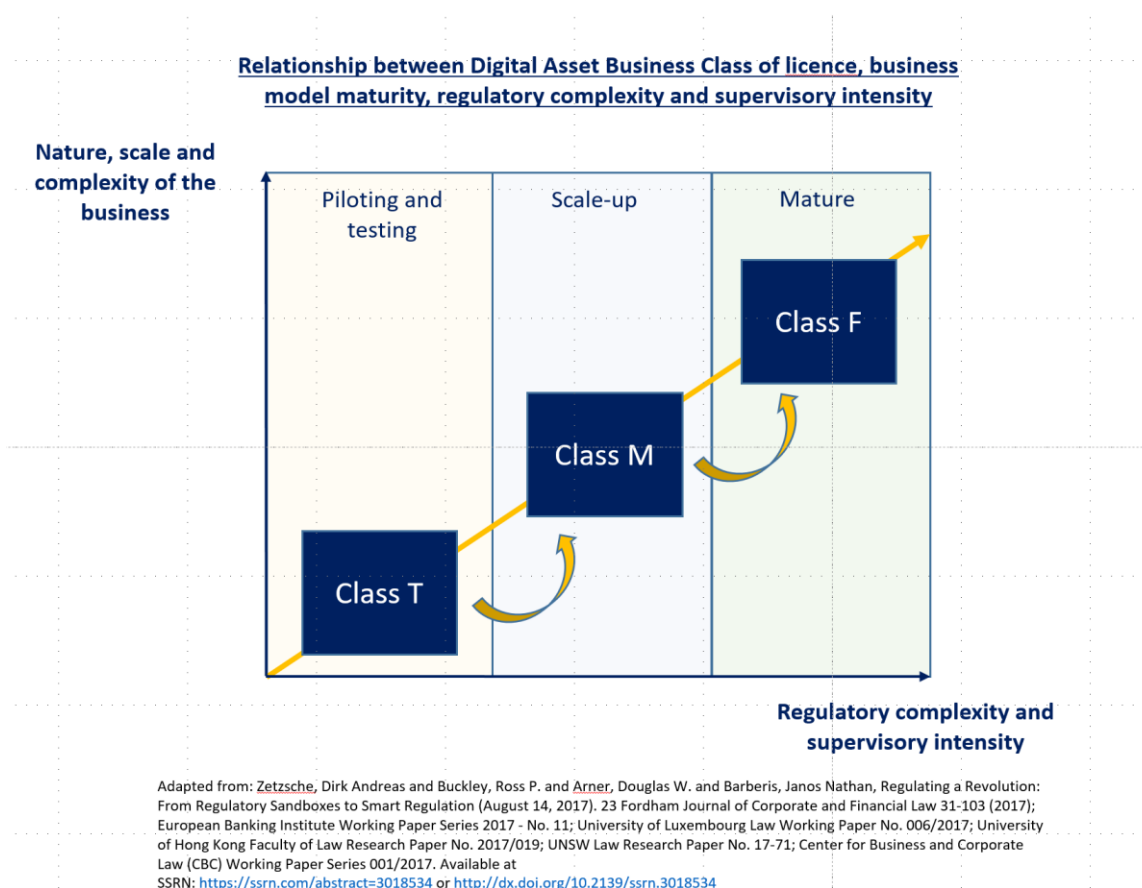 Relationship between Digital Asset Business Class of licence, business
model maturity, regulatory complexity and supervisory intensity
Nature, scale and
complexity of the
business
Piloting and
testing
Scale-up
Mature
Class F
Class M
Class T
Regulatory complexity and
supervisory intensity
Adapted from: Zetzsche, Dirk Andreas and Buckley, Ross P. and Arner, Douglas W. and Barberis, Janos Nathan, Regulating a Revolution:
From Regulatory Sandboxes to Smart Regulation (August 14, 2017). 23 Fordham Journal of Corporate and Financial Law 31-103 (2017);
European Banking Institute Working Paper Series 2017 - No. 11; University of Luxembourg Law Working Paper No. 006/2017; University
of Hong Kong Faculty of Law Research Paper No. 2017/019; UNSW Law Research Paper No. 17-71; Center for Business and Corporate
Law (CBC) Working Paper Series 001/2017. Available at
SSRN: https://ssrn.com/abstract=3018534 or http://dx.doi.org/10.2139/ssrn.3018534